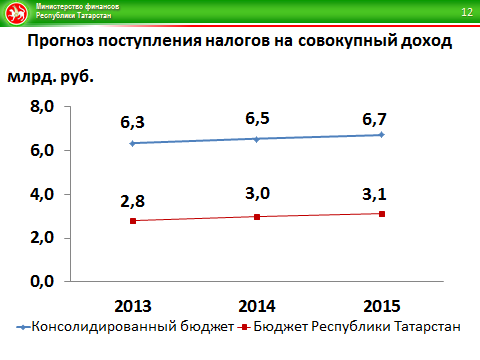 Министерство финансов
Республики Татарстан
12
Прогноз поступления налогов на совокупный доход
млрд. руб.
8,0
6,0
4,0
2,0
0,0
6,3 6,5 6,7
2,8 3,0 3,1
2013 2014 2015
Консолидированный бюджет Бюджет Республики Татарстан